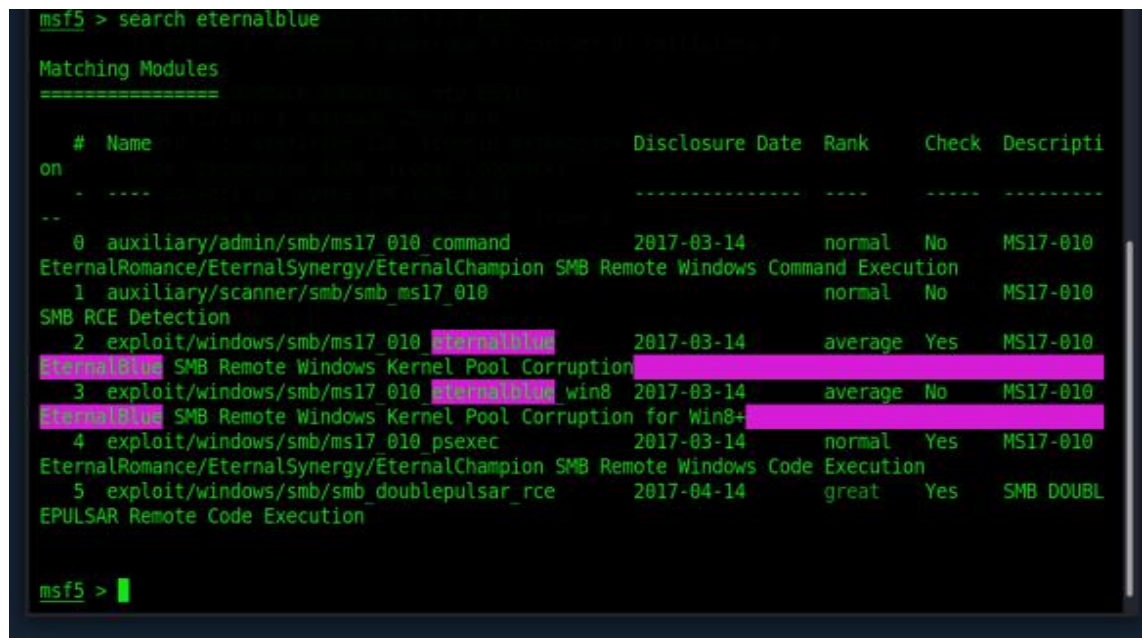 msf5 > search eternalblue
Matching Modules
================
# Name Disclosure Date Rank Check Descripti
on
- ---- --------------- ---- ----- ---------
--
0 auxiliary/admin/smb/ms17_010_command 2017-03-14 normal No MS17-010
EternalRomance/EternalSynergy/EternalChampion SMB Remote Windows Command Execution
1 auxiliary/scanner/smb/smb_ms17_010 normal No MS17-010
SMB RCE Detection
2 exploit/windows/smb/ms17_010_eternalblue 2017-03-14 average Yes MS17-010
EternalBlue SMB Remote Windows Kernel Pool Corruption
3 exploit/windows/smb/ms17_010_eternalblue_win8 2017-03-14 average No MS17-010
EternalBlue SMB Remote Windows Kernel Pool Corruption for Win8+
4 exploit/windows/smb/ms17_010_psexec 2017-03-14 normal Yes MS17-010
EternalRomance/EternalSynergy/EternalChampion SMB Remote Windows Code Execution
5 exploit/windows/smb/smb_doublepulsar_rce 2017-04-14 great Yes SMB DOUBL
EPULSAR Remote Code Execution
msf5 >